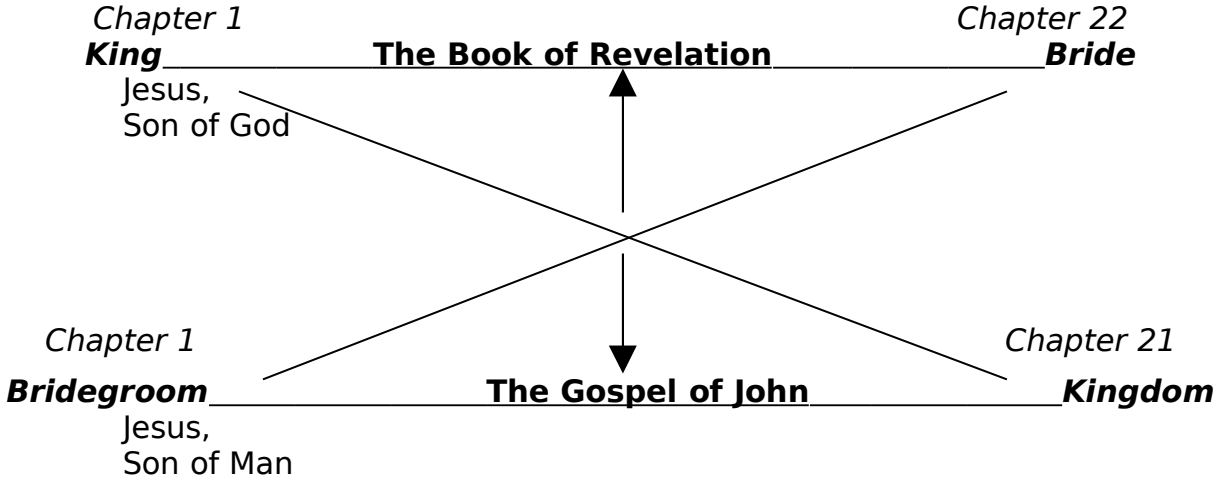 Chapter 1 Chapter 22
King The Book of Revelation Bride
Jesus,
Son of God
Chapter 1 Chapter 21
Bridegroom The Gospel of John Kingdom
Jesus,
Son of Man